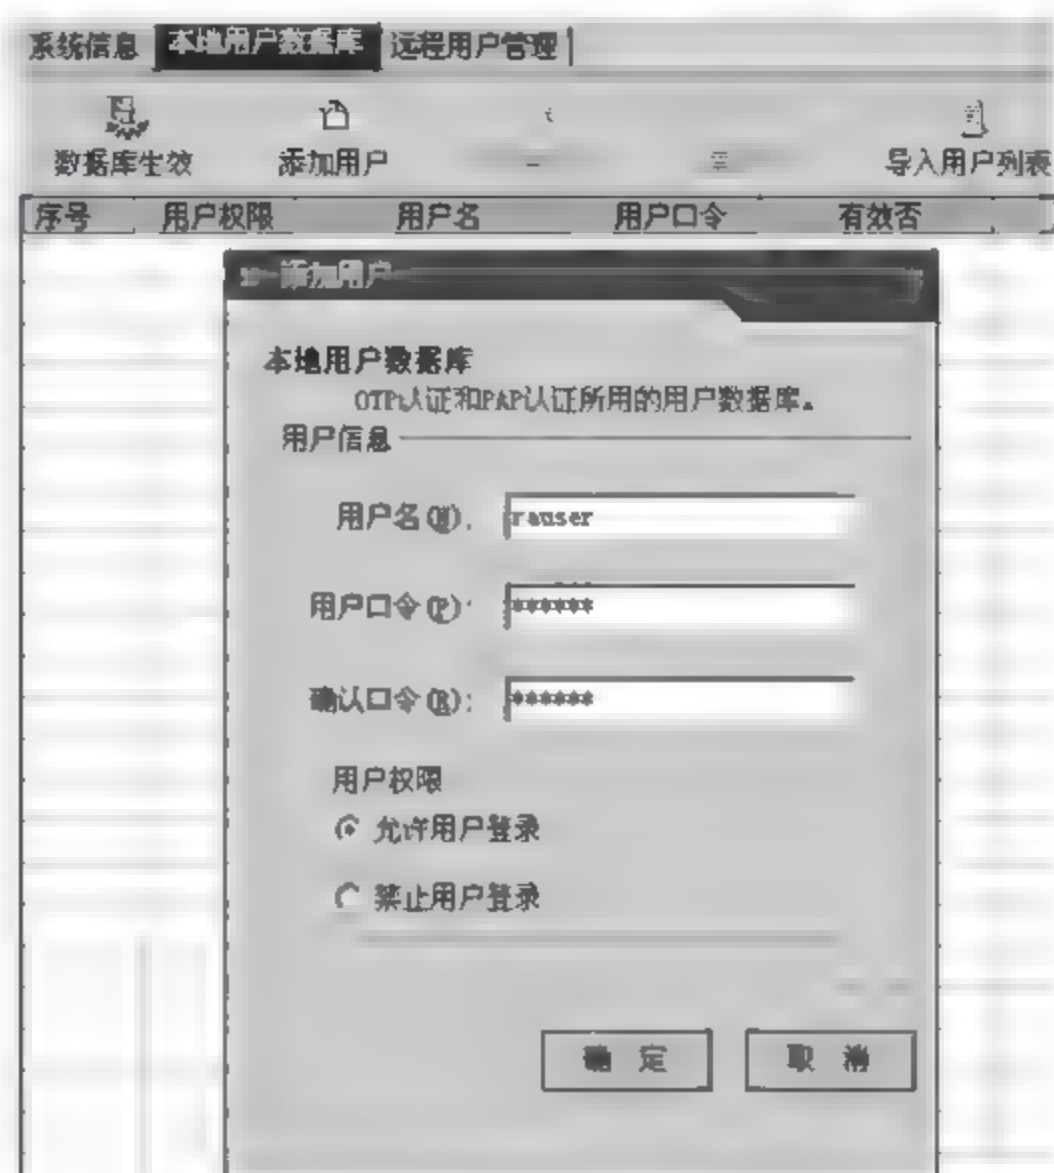 系统信息 本地用户数据库 远程用户管理
数据库生效 添加用户 导入用户列表
序号 用户权限 用户名 用户口令 有效否
添加用户
本地用户数据库
OTP认证和PAP认证所用的用户数据库。
用户信息
用户名(N): rauser
用户口令(P): ******
确认口令(R): ******
用户权限
允许用户登录
禁止用户登录
确 定 取 消